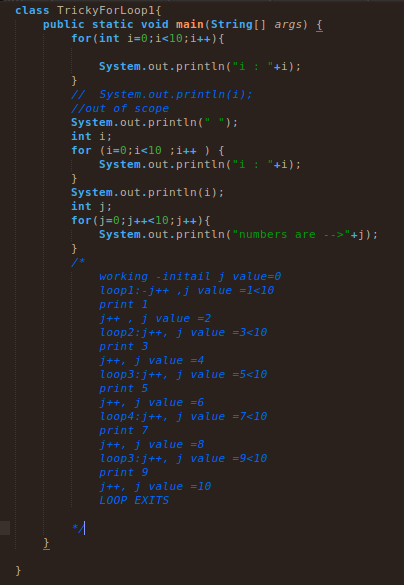 class TrickyForLoop1{
public static void main(String[] args) {
for(int i=0;i<10;i++){
System.out.println("i : "+i);
}
// System.out.println(i);
//out of scope
System.out.println(" ");
int i;
for (i=0;i<10 ;i++ ) {
System.out.println("i : "+i);
}
System.out.println(i);
int j;
for(j=0;j++<10;j++){
System.out.println("numbers are -->"+j);
}
/*
working -initail j value=0
loop1:-j++ ,j value =1<10
print 1
j++ , j value =2
loop2:j++, j value =3<10
print 3
j++, j value =4
loop3:j++, j value =5<10
print 5
j++, j value =6
loop4:j++, j value =7<10
print 7
j++, j value =8
loop3:j++, j value =9<10
print 9
j++, j value =10
LOOP EXITS
*/
}
}